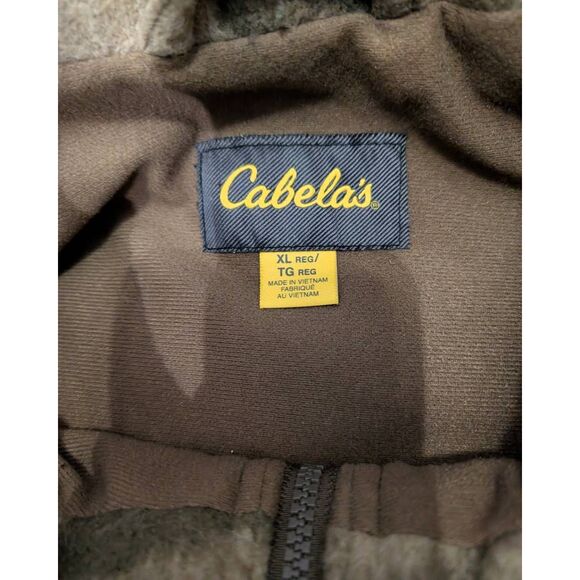 Cabela's®
XL REG/
TG REG
MADE IN VIETNAM
FABRIQUÉ
AU VIETNAM